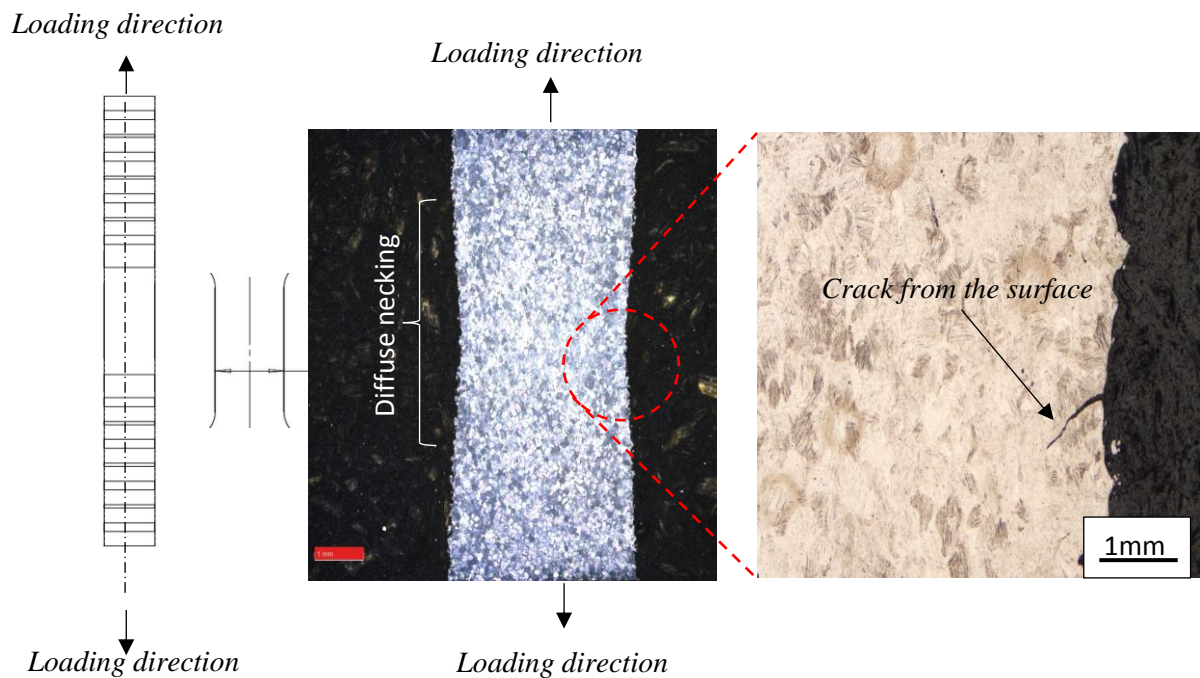 Loading direction
Loading direction
Diffuse necking
Crack from the surface
1 mm
1mm
Loading direction
Loading direction